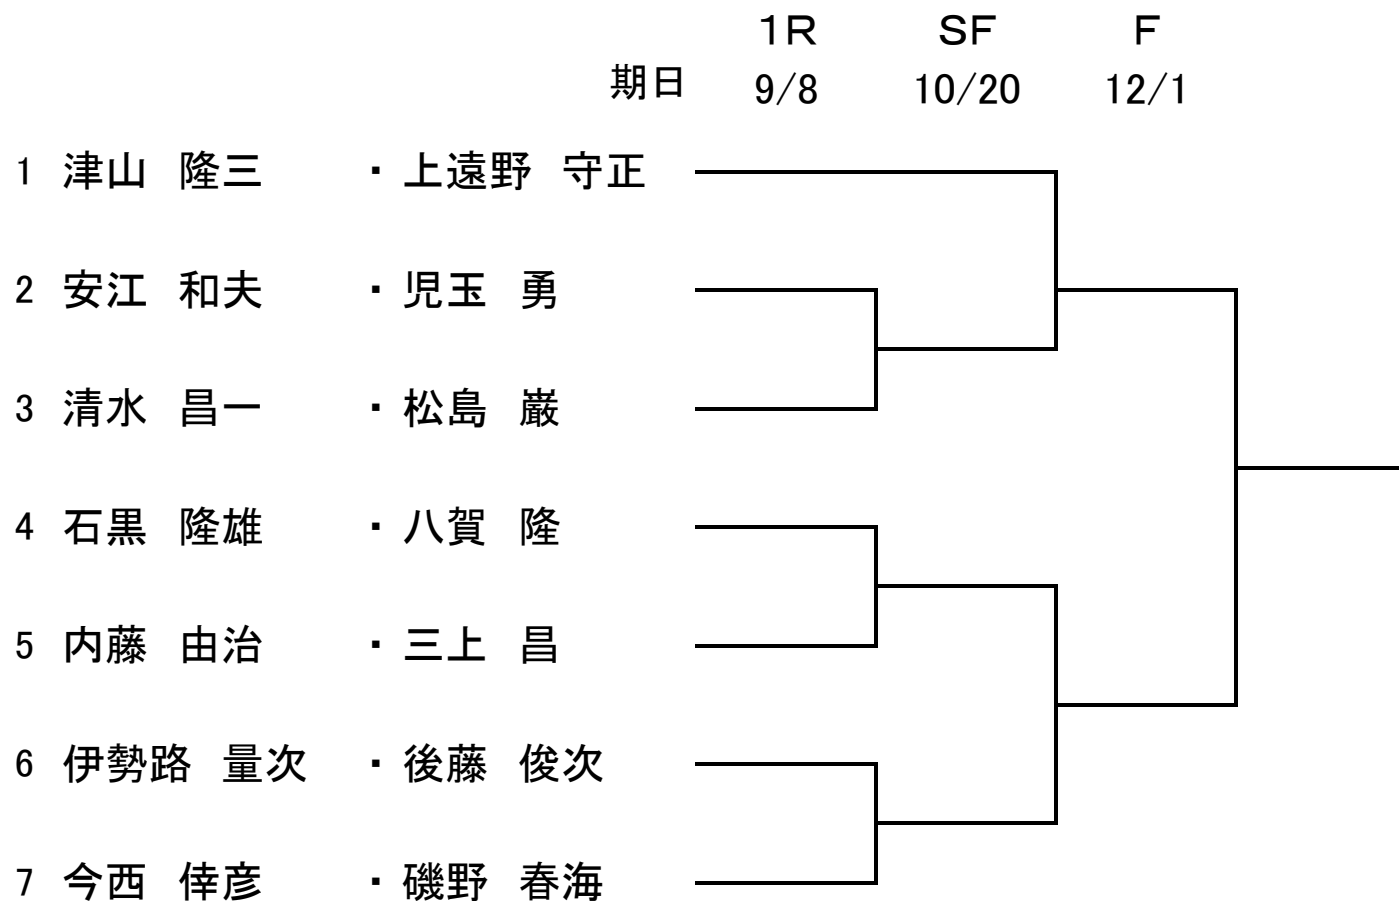 1R SF F
期日 9/8 10/20 12/1
1 津山 隆三 ・ 上遠野 守正
2 安江 和夫 ・ 児玉 勇
3 清水 昌一 ・ 松島 巌
4 石黒 隆雄 ・ 八賀 隆
5 内藤 由治 ・ 三上 昌
6 伊勢路 量次 ・ 後藤 俊次
7 今西 倖彦 ・ 磯野 春海